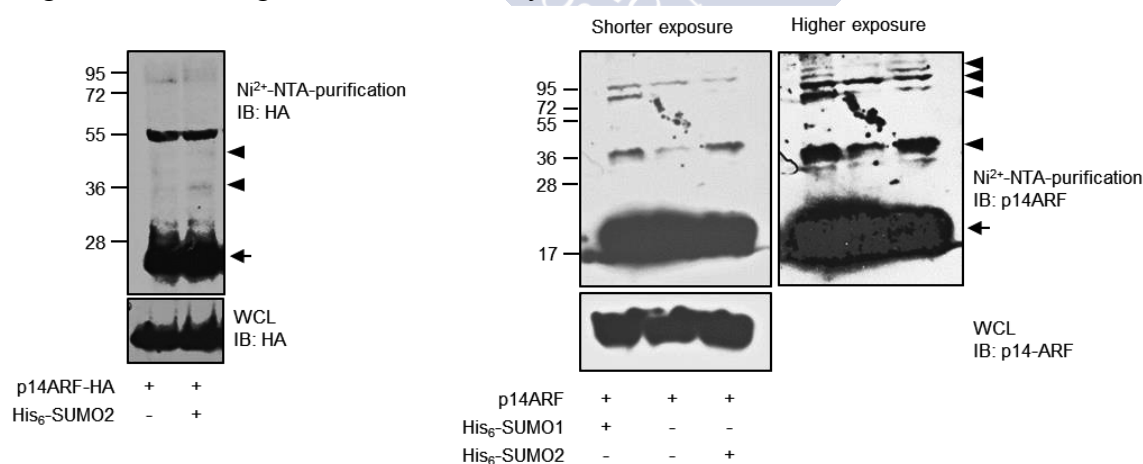 Shorter exposure
Higher exposure
95
72
55
36
28
Ni²⁺-NTA-purification
IB: HA
WCL
IB: HA
p14ARF-HA + +
His₆-SUMO2 - +
95
72
55
36
28
17
Ni²⁺-NTA-purification
IB: p14ARF
WCL
IB: p14-ARF
p14ARF + + +
His₆-SUMO1 + - -
His₆-SUMO2 - - +